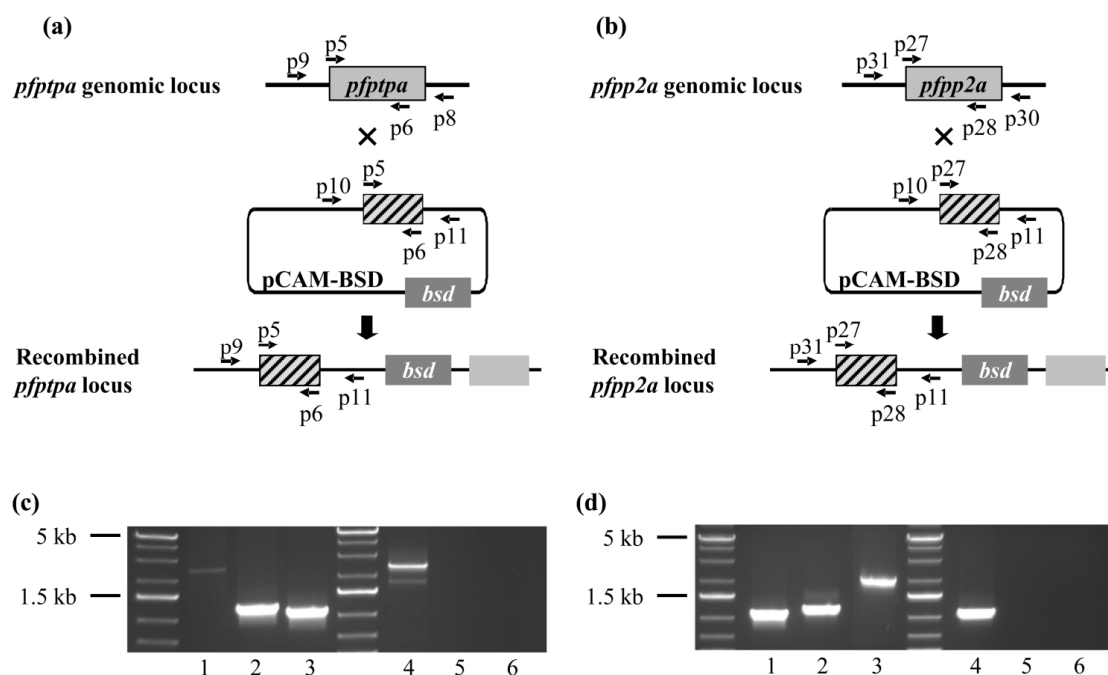 (a)
p5
p9
pfptpa genomic locus
pfptpa
p6
p8
p5
p10
p6
p11
pCAM-BSD
bsd
p5
p9
Recombined
pfptpa locus
bsd
p11
p6
(b)
p27
p31
pfpp2a genomic locus
pfpp2a
p28
p30
p27
p10
p28
p11
pCAM-BSD
bsd
p27
p31
Recombined
pfpp2a locus
bsd
p11
p28
(c)
5 kb
1.5 kb
1 2 3 4 5 6
(d)
5 kb
1.5 kb
1 2 3 4 5 6